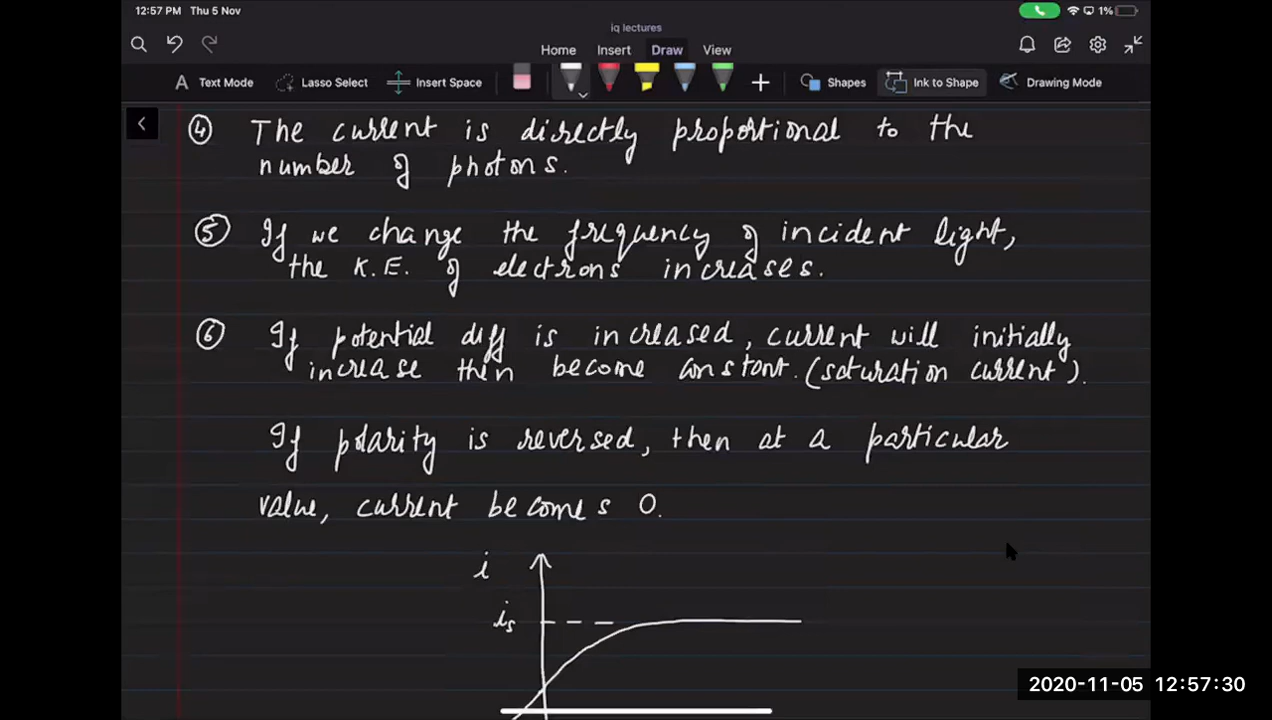 12:57 PM Thu 5 Nov
1%
iq lectures
Home Insert Draw View
Text Mode Lasso Select Insert Space Shapes Ink to Shape Drawing Mode
④ The current is directly proportional to the
number of photons.
⑤ If we change the frequency of incident light,
the K.E. of electrons increases.
⑥ If potential diff is increased, current will initially
increase then become constant. (saturation current).
If polarity is reversed, then at a particular
value, current becomes 0.
i
is
2020-11-05 12:57:30